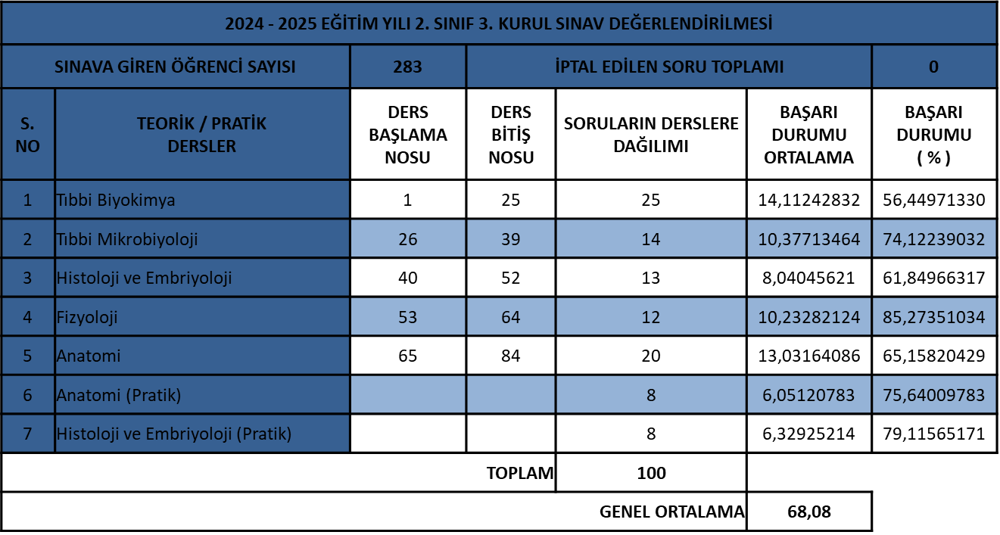 2024 - 2025 EĞİTİM YILI 2. SINIF 3. KURUL SINAV DEĞERLENDİRİLMESİ
SINAVA GİREN ÖĞRENCİ SAYISI 283 İPTAL EDİLEN SORU TOPLAMI 0
S. NO TEORİK / PRATİK DERSLER DERS BAŞLAMA NOSU DERS BİTİŞ NOSU SORULARIN DERSLERE DAĞILIMI BAŞARI DURUMU ORTALAMA BAŞARI DURUMU ( % )
1 Tıbbi Biyokimya 1 25 25 14,11242832 56,44971330
2 Tıbbi Mikrobiyoloji 26 39 14 10,37713464 74,12239032
3 Histoloji ve Embriyoloji 40 52 13 8,04045621 61,84966317
4 Fizyoloji 53 64 12 10,23282124 85,27351034
5 Anatomi 65 84 20 13,03164086 65,15820429
6 Anatomi (Pratik) 8 6,05120783 75,64009783
7 Histoloji ve Embriyoloji (Pratik) 8 6,32925214 79,11565171
TOPLAM 100
GENEL ORTALAMA 68,08